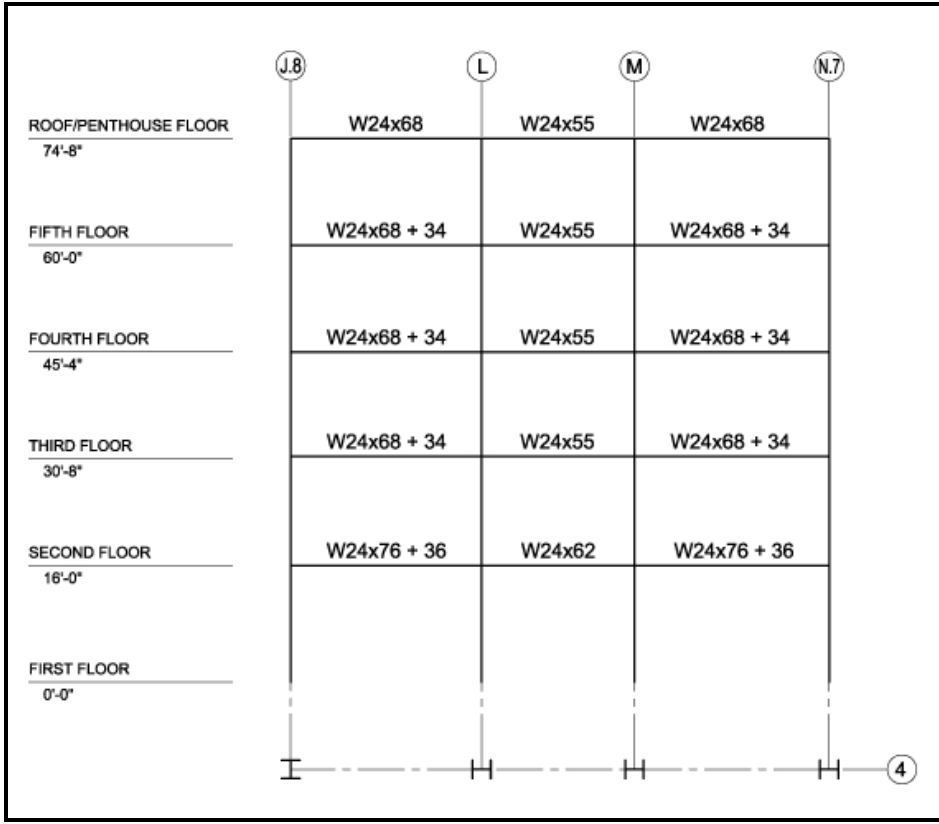 J.8 L M N.7
ROOF/PENTHOUSE FLOOR W24x68 W24x55 W24x68
74'-8"
FIFTH FLOOR W24x68 + 34 W24x55 W24x68 + 34
60'-0"
FOURTH FLOOR W24x68 + 34 W24x55 W24x68 + 34
45'-4"
THIRD FLOOR W24x68 + 34 W24x55 W24x68 + 34
30'-8"
SECOND FLOOR W24x76 + 36 W24x62 W24x76 + 36
16'-0"
FIRST FLOOR
0'-0"
4